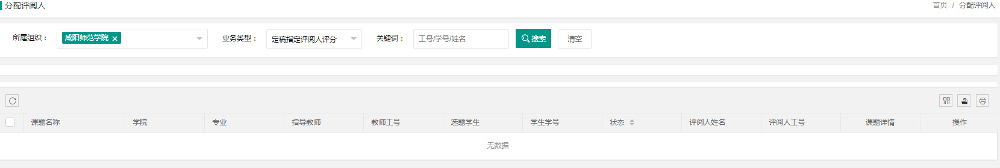 分配评阅人
首页 / 分配评阅人
所属组织： 咸阳师范学院 × 业务类型： 定稿指定评阅人评分 关键词： 工号/学号/姓名 搜索 清空
课题名称 学院 专业 指导教师 教师工号 选题学生 学生学号 状态 评阅人姓名 评阅人工号 课题详情 操作
无数据